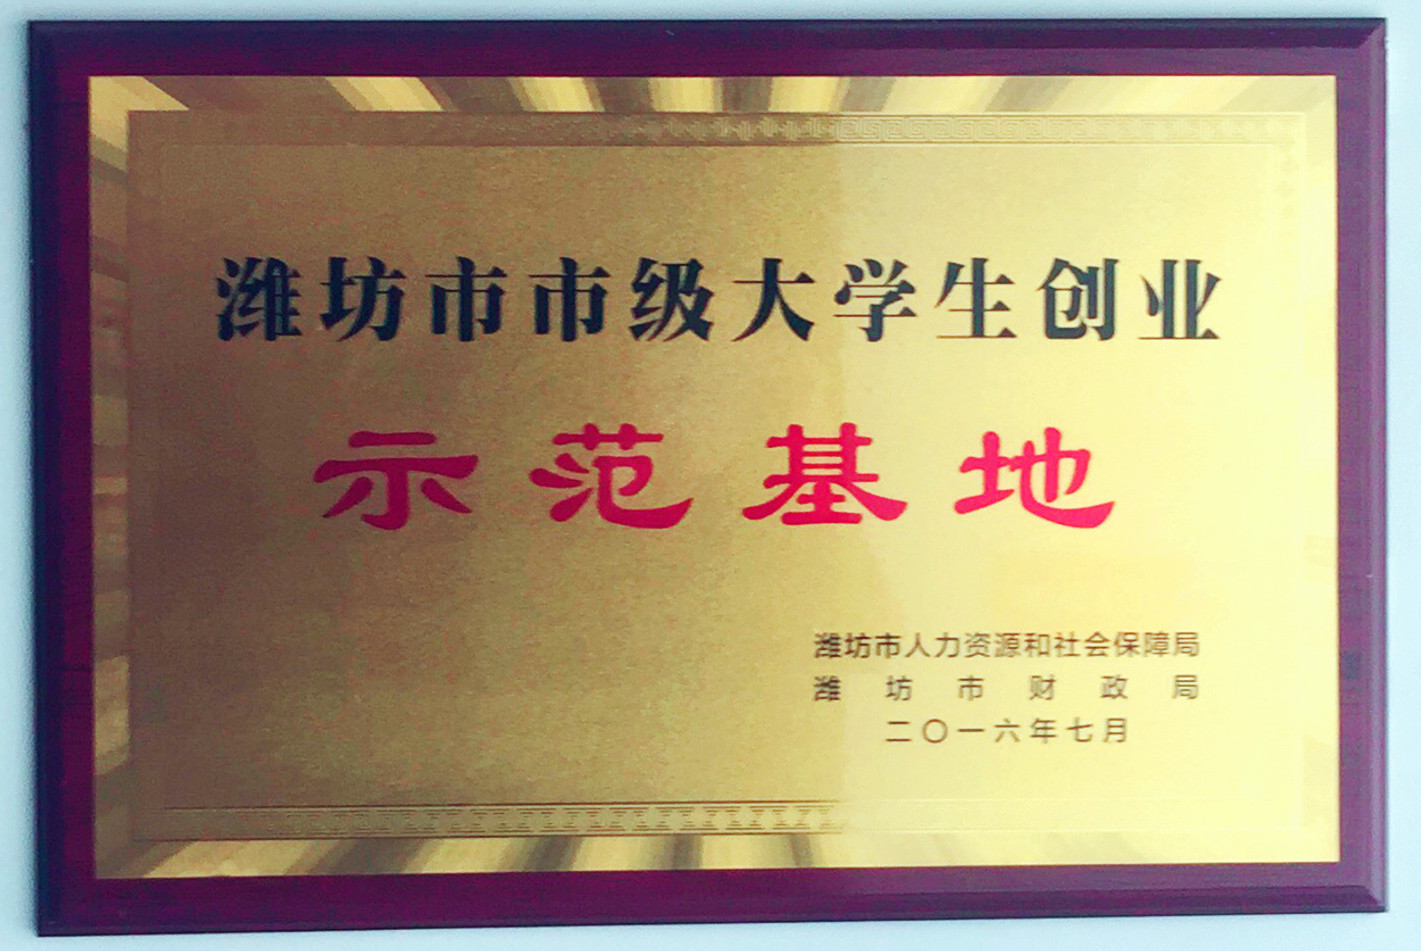 潍坊市市级大学生创业
示范基地
潍坊市人力资源和社会保障局
潍坊市财政局
二〇一六年七月